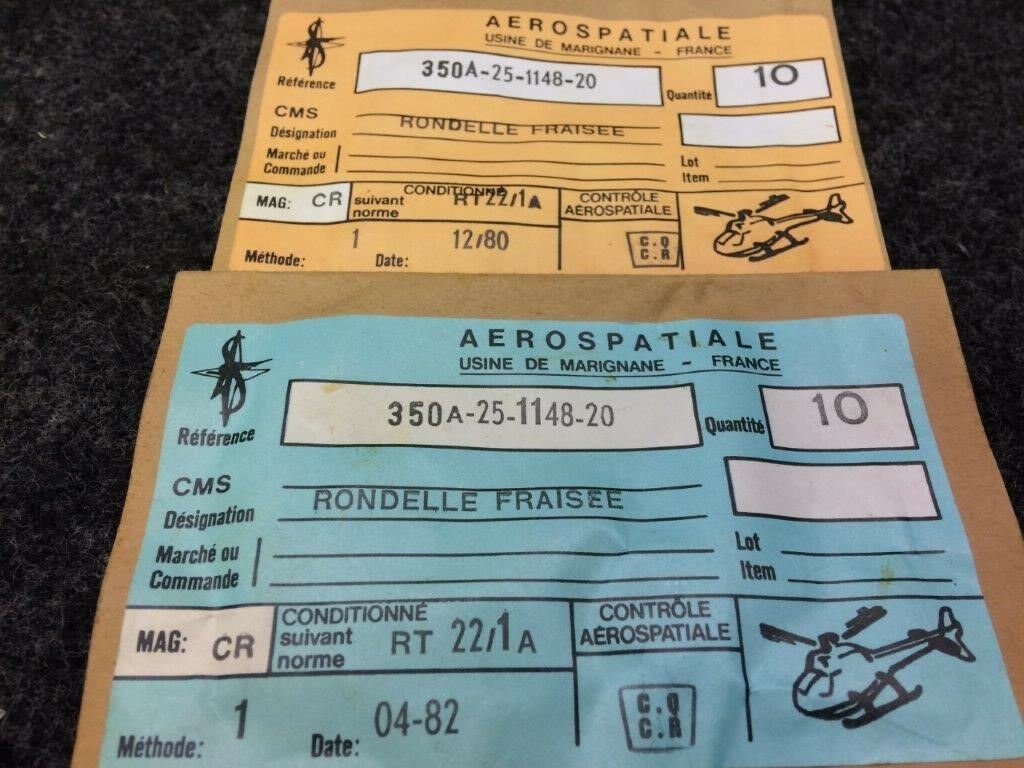 AEROSPATIALE
USINE DE MARIGNANE - FRANCE
Référence 350A-25-1148-20 Quantité 10
CMS
Désignation RONDELLE FRAISEE
Marché ou
Commande
Lot
Item
MAG: CR CONDITIONNÉ
suivant
norme RT22/1A
CONTRÔLE
AÉROSPATIALE
Méthode: 1 Date: 12/80
C.Q
C.R
AEROSPATIALE
USINE DE MARIGNANE - FRANCE
Référence 350A-25-1148-20 Quantité 10
CMS
Désignation RONDELLE FRAISEE
Marché ou
Commande
Lot
Item
MAG: CR CONDITIONNÉ
suivant
norme RT 22/1A
CONTRÔLE
AÉROSPATIALE
Méthode: 1 Date: 04-82
C.Q
C.R